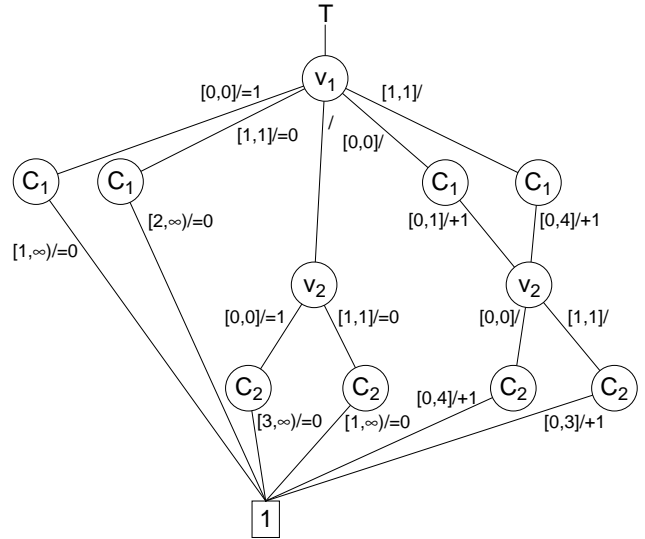 T
v1
[0,0]/=1
[1,1]/=0
/
[0,0]/
[1,1]/
C1
C1
C1
C1
[1,∞)/=0
[2,∞)/=0
[0,1]/+1
[0,4]/+1
v2
v2
[0,0]/=1
[1,1]/=0
[0,0]/
[1,1]/
C2
C2
C2
C2
[3,∞)/=0
[1,∞)/=0
[0,4]/+1
[0,3]/+1
1